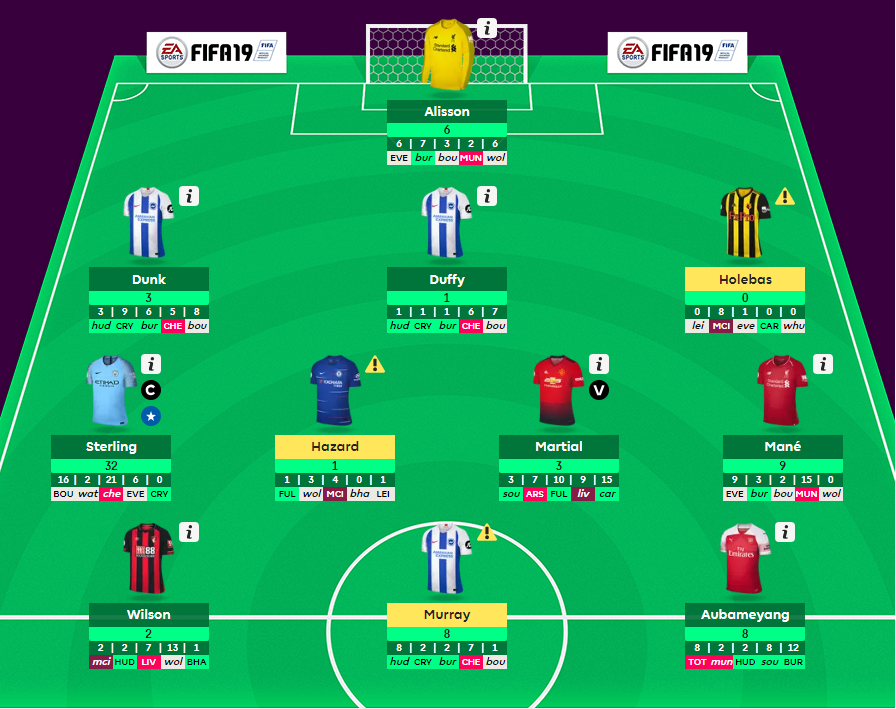 EA SPORTS FIFA19 FIFA
EA SPORTS FIFA19 FIFA
Alisson
6
6 | 7 | 3 | 2 | 6
EVE bur bou MUN wol
Dunk
3
3 | 9 | 6 | 5 | 8
hud CRY bur CHE bou
Duffy
1
1 | 1 | 1 | 6 | 7
hud CRY bur CHE bou
Holebas
0
0 | 8 | 1 | 0 | 0
lei MCI eve CAR whu
C
Sterling
32
16 | 2 | 21 | 6 | 0
BOU wat che EVE CRY
Hazard
1
1 | 3 | 4 | 0 | 1
FUL wol MCI bha LEI
V
Martial
3
3 | 7 | 10 | 9 | 15
sou ARS FUL liv car
Mané
9
9 | 3 | 2 | 15 | 0
EVE bur bou MUN wol
Wilson
2
2 | 2 | 7 | 13 | 1
mci HUD LIV wol BHA
Murray
8
8 | 2 | 2 | 7 | 1
hud CRY bur CHE bou
Aubameyang
8
8 | 2 | 2 | 8 | 12
TOT mun HUD sou BUR